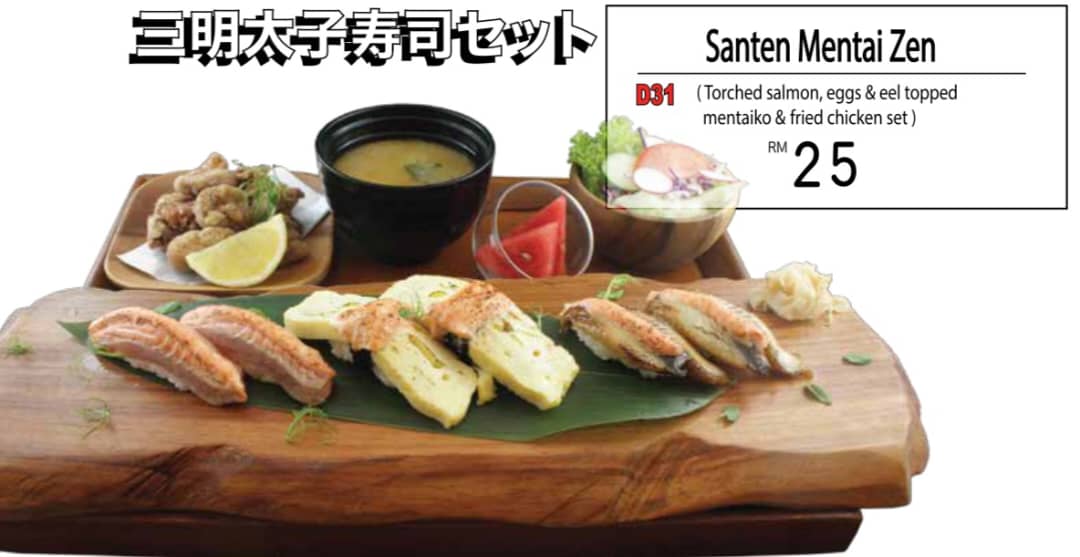 三明太子寿司セット
Santen Mentai Zen
D31 ( Torched salmon, eggs & eel topped
mentaiko & fried chicken set )
RM 25